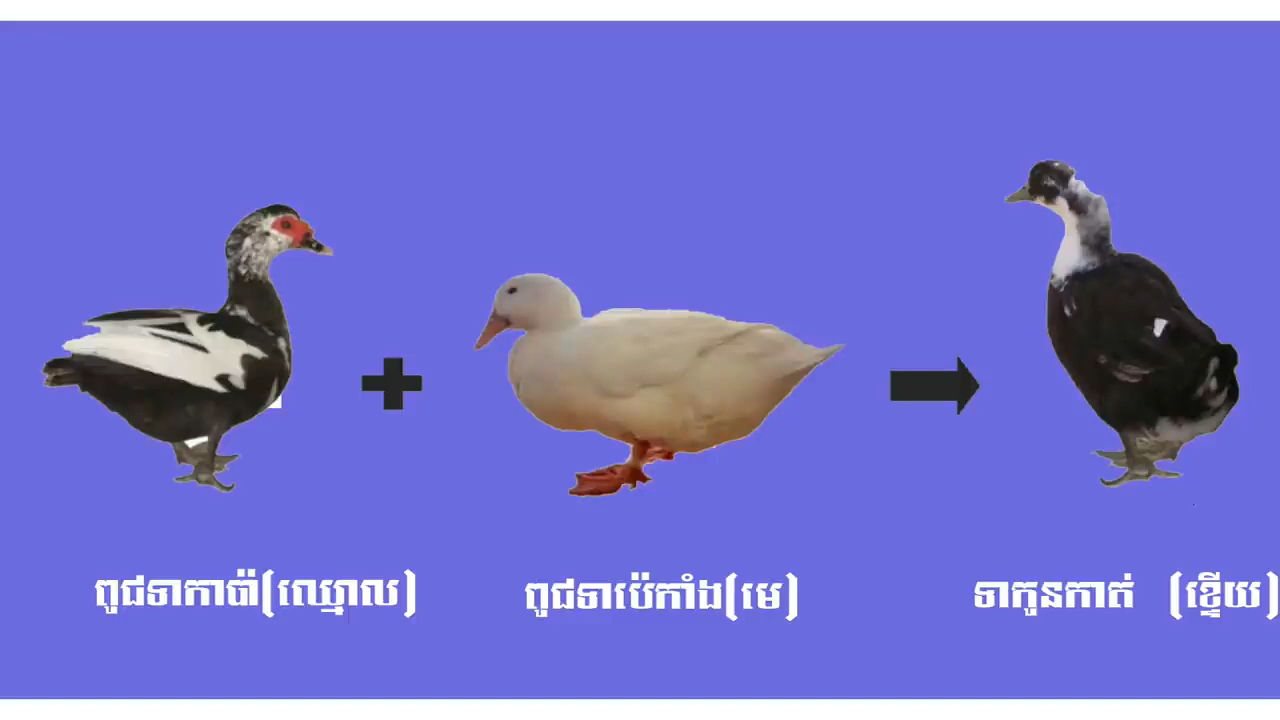 ពូជទាកាប៉ា(ឈ្មោល) ពូជទាប៉េកាំង(មេ) ទាកូនកាត់ (ខ្ទើយ)